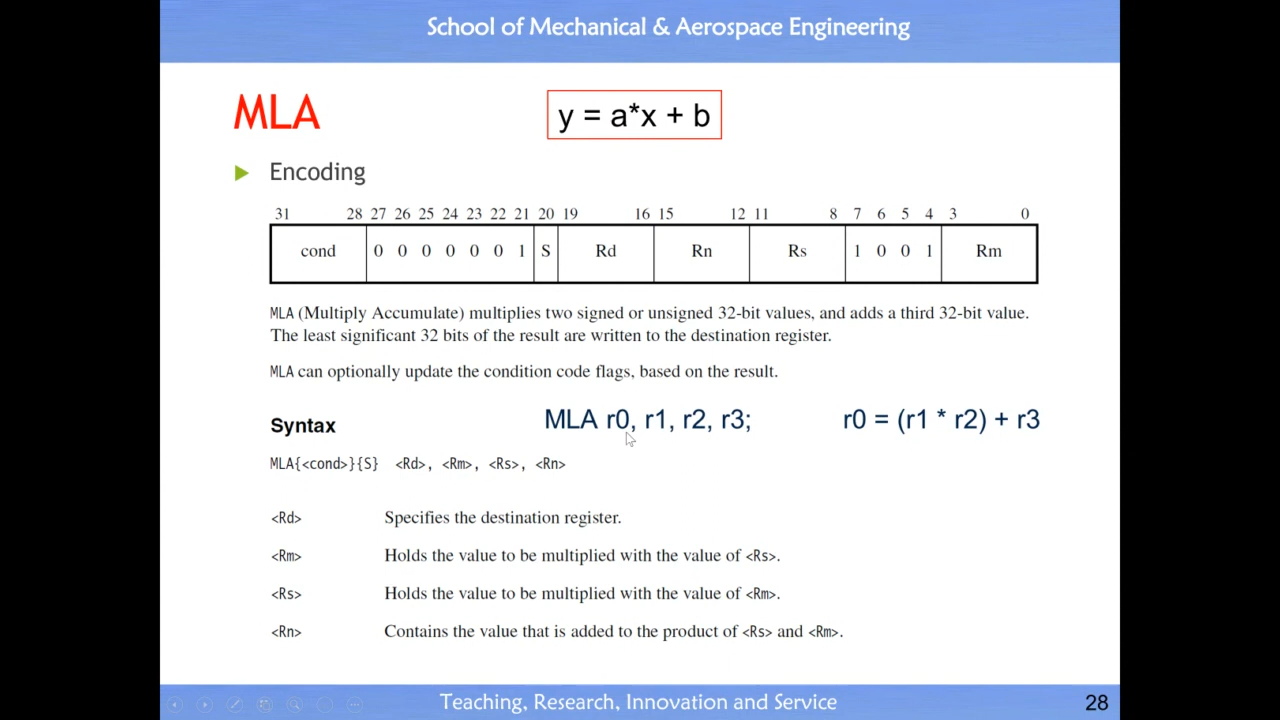 School of Mechanical & Aerospace Engineering
MLA
y = a*x + b
Encoding
31 28 27 26 25 24 23 22 21 20 19 16 15 12 11 8 7 6 5 4 3 0
cond 0 0 0 0 0 0 1 S Rd Rn Rs 1 0 0 1 Rm
MLA (Multiply Accumulate) multiplies two signed or unsigned 32-bit values, and adds a third 32-bit value.
The least significant 32 bits of the result are written to the destination register.
MLA can optionally update the condition code flags, based on the result.
Syntax
MLA r0, r1, r2, r3; r0 = (r1 * r2) + r3
MLA{<cond>}{S} <Rd>, <Rm>, <Rs>, <Rn>
<Rd> Specifies the destination register.
<Rm> Holds the value to be multiplied with the value of <Rs>.
<Rs> Holds the value to be multiplied with the value of <Rm>.
<Rn> Contains the value that is added to the product of <Rs> and <Rm>.
Teaching, Research, Innovation and Service
28